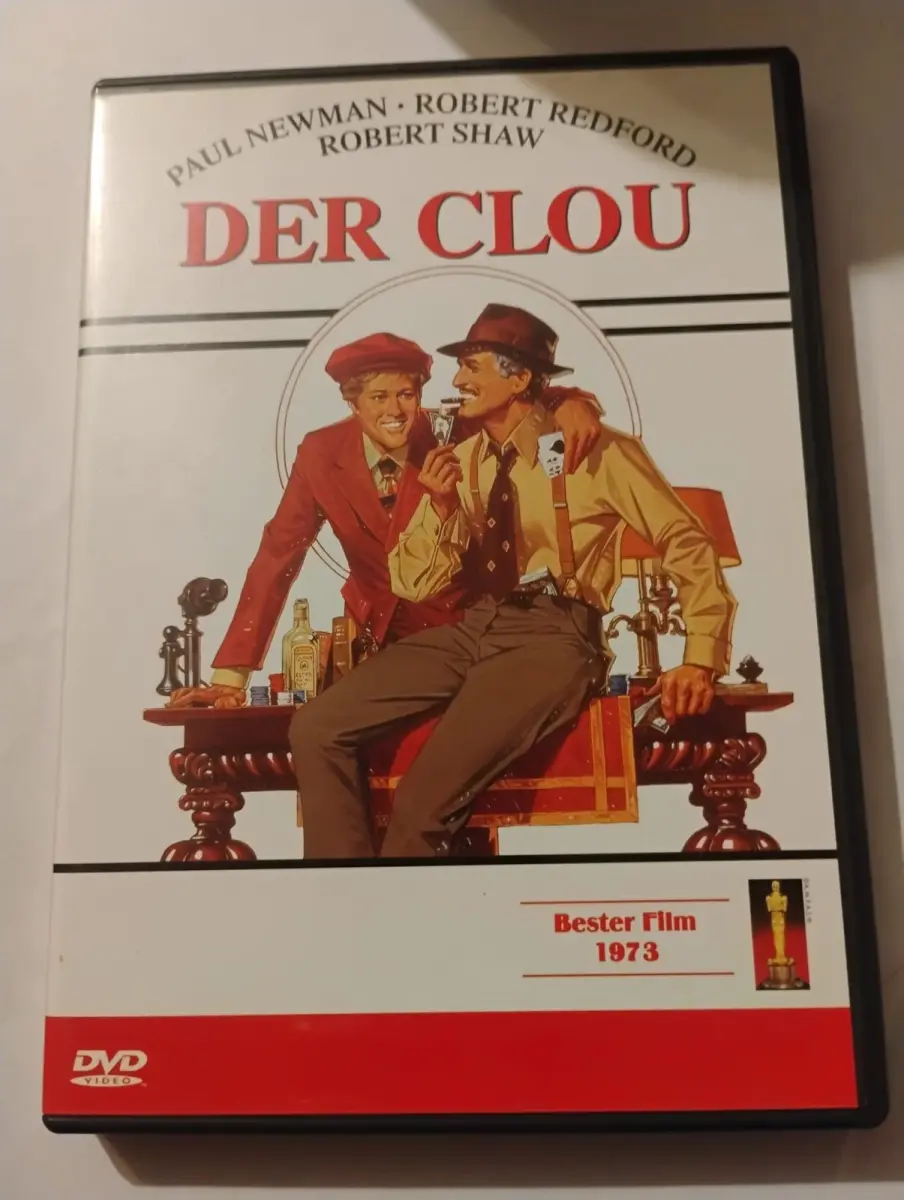 PAUL NEWMAN · ROBERT REDFORD
ROBERT SHAW
DER CLOU
Bester Film
1973
DVD
VIDEO